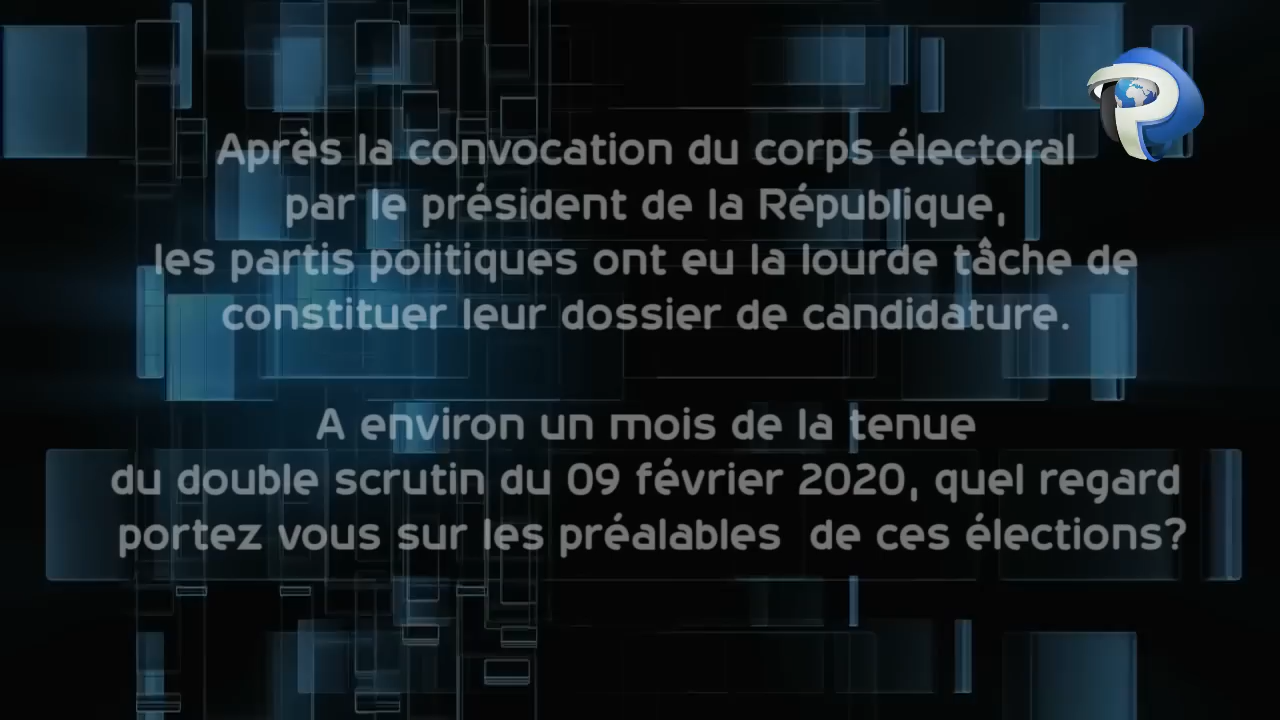 Après la convocation du corps électoral
par le président de la République,
les partis politiques ont eu la lourde tâche de
constituer leur dossier de candidature.
A environ un mois de la tenue
du double scrutin du 09 février 2020, quel regard
portez vous sur les préalables  de ces élections?